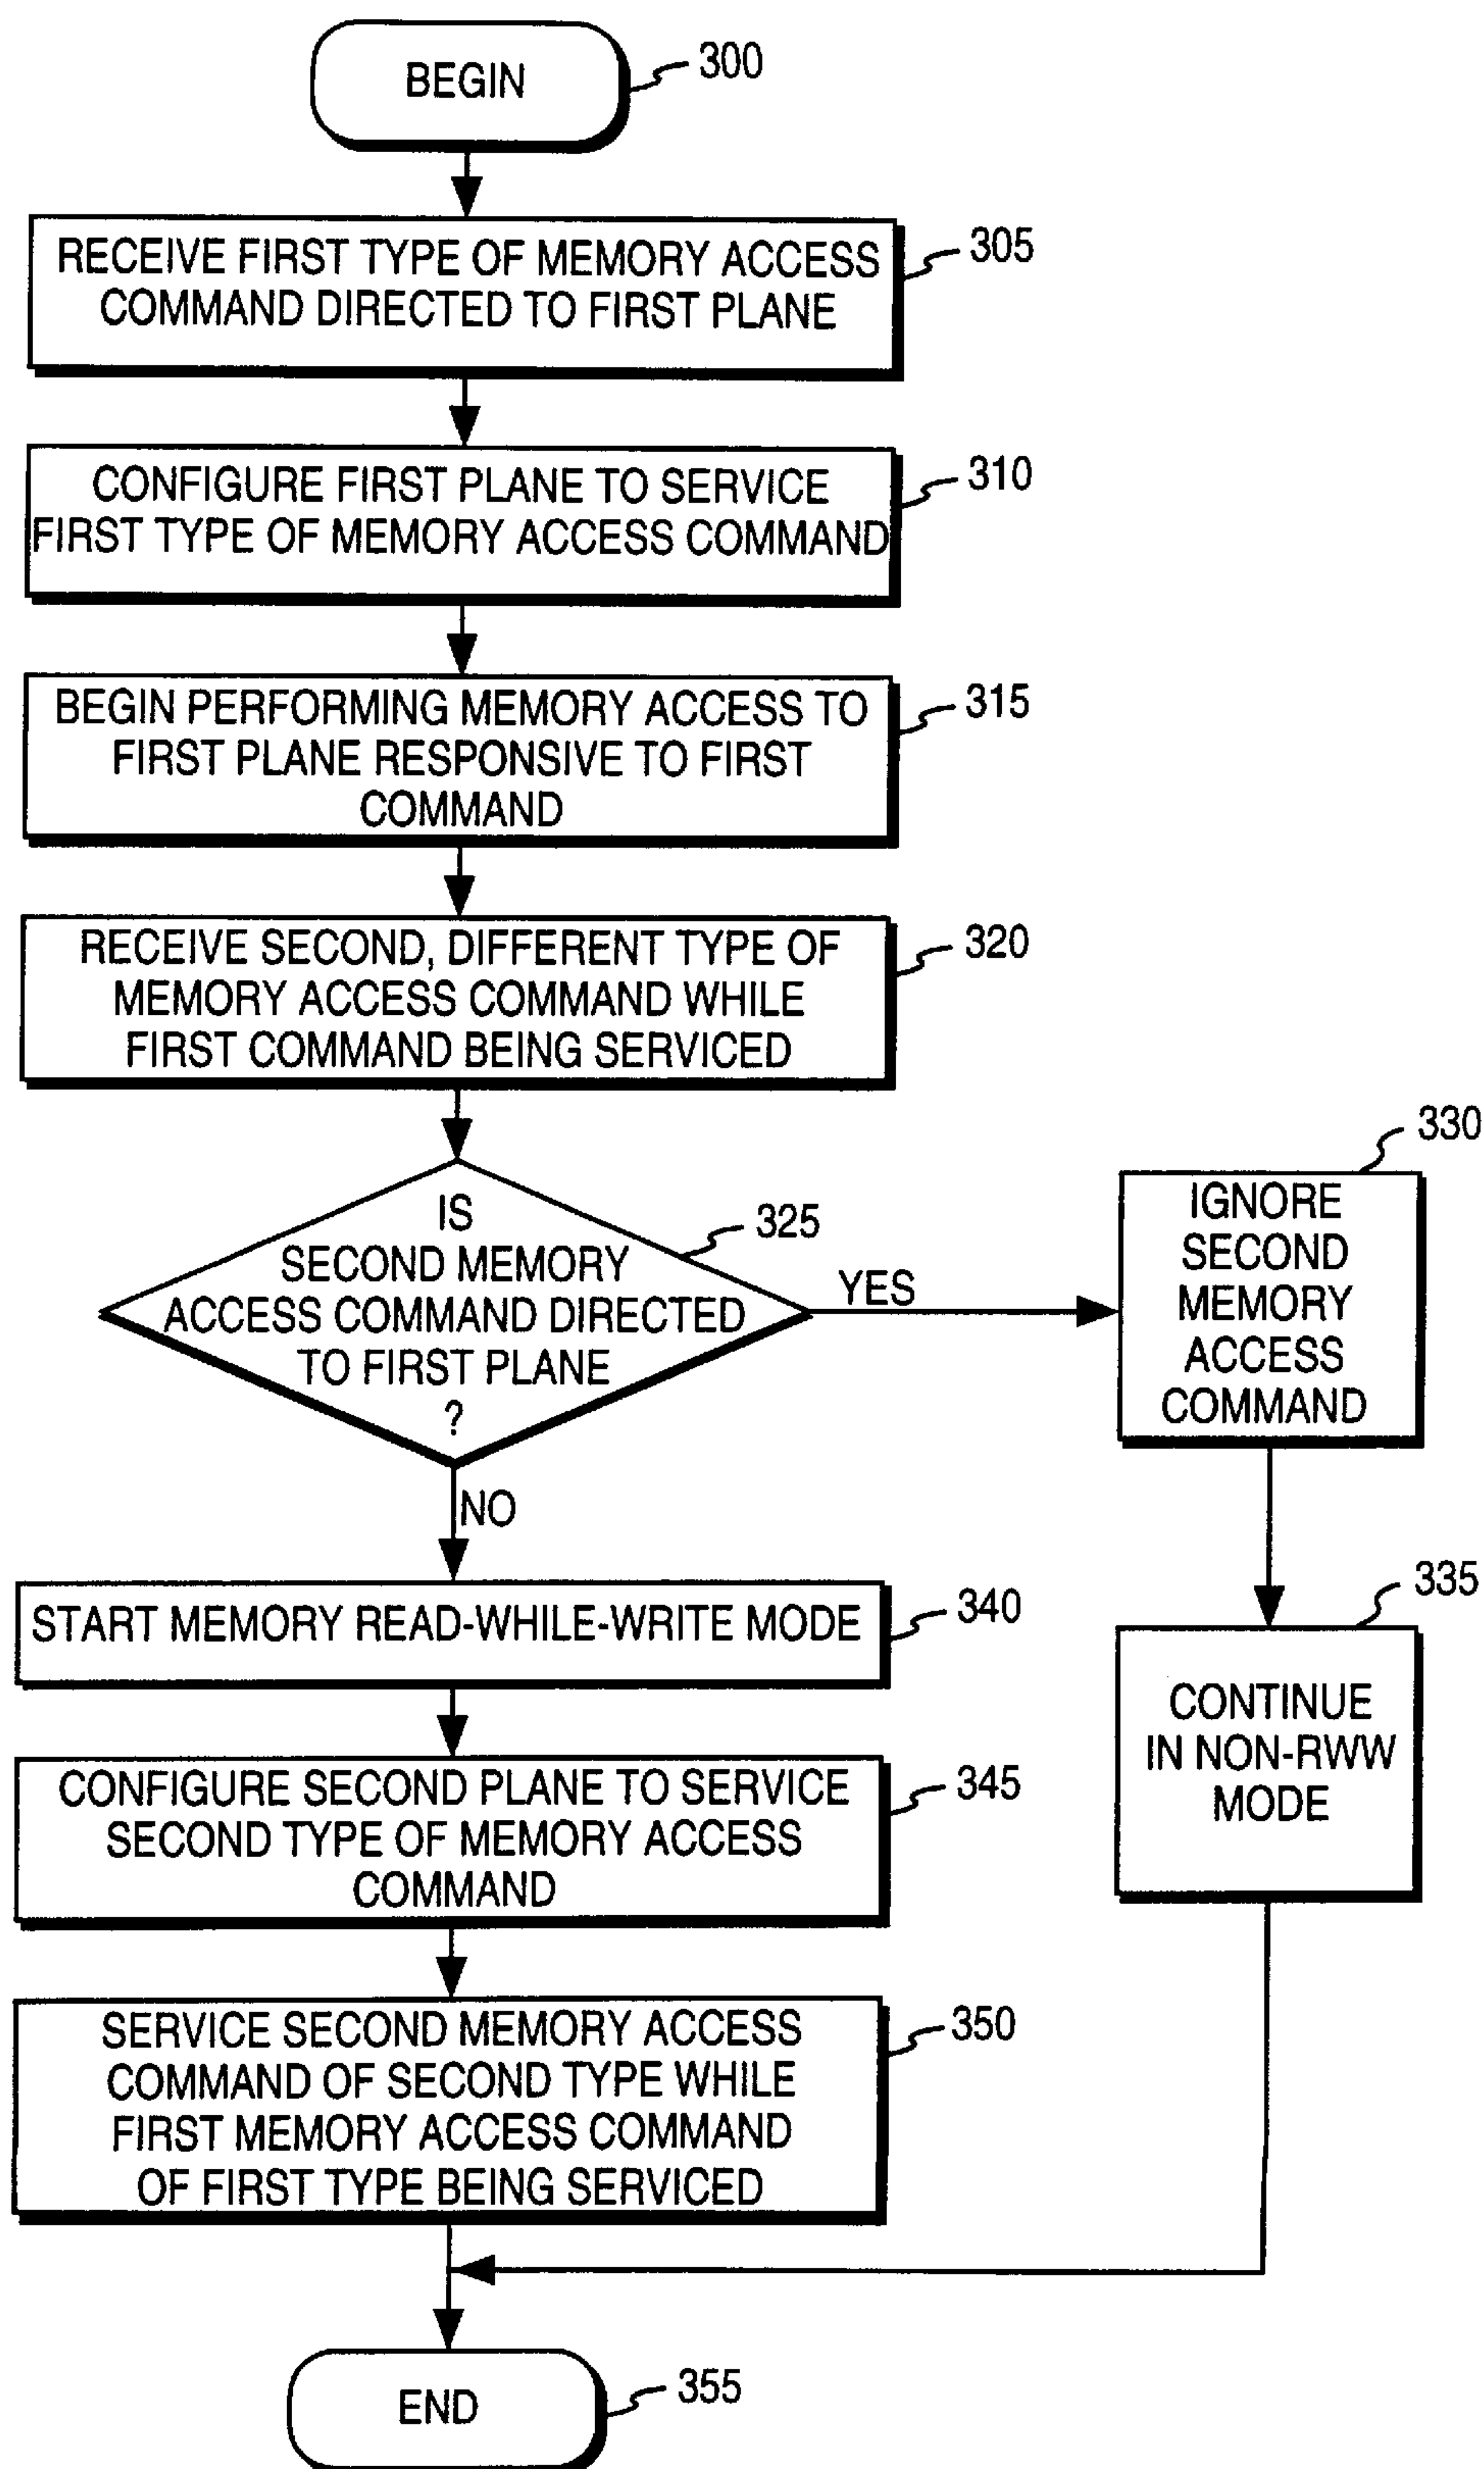 BEGIN
300
RECEIVE FIRST TYPE OF MEMORY ACCESS
COMMAND DIRECTED TO FIRST PLANE
305
CONFIGURE FIRST PLANE TO SERVICE
FIRST TYPE OF MEMORY ACCESS COMMAND
310
BEGIN PERFORMING MEMORY ACCESS TO
FIRST PLANE RESPONSIVE TO FIRST
COMMAND
315
RECEIVE SECOND, DIFFERENT TYPE OF
MEMORY ACCESS COMMAND WHILE
FIRST COMMAND BEING SERVICED
320
IS
SECOND MEMORY
ACCESS COMMAND DIRECTED
TO FIRST PLANE
?
325
YES
330
IGNORE
SECOND
MEMORY
ACCESS
COMMAND
335
CONTINUE
IN NON-RWW
MODE
NO
START MEMORY READ-WHILE-WRITE MODE
340
CONFIGURE SECOND PLANE TO SERVICE
SECOND TYPE OF MEMORY ACCESS
COMMAND
345
SERVICE SECOND MEMORY ACCESS
COMMAND OF SECOND TYPE WHILE
FIRST MEMORY ACCESS COMMAND
OF FIRST TYPE BEING SERVICED
350
END
355